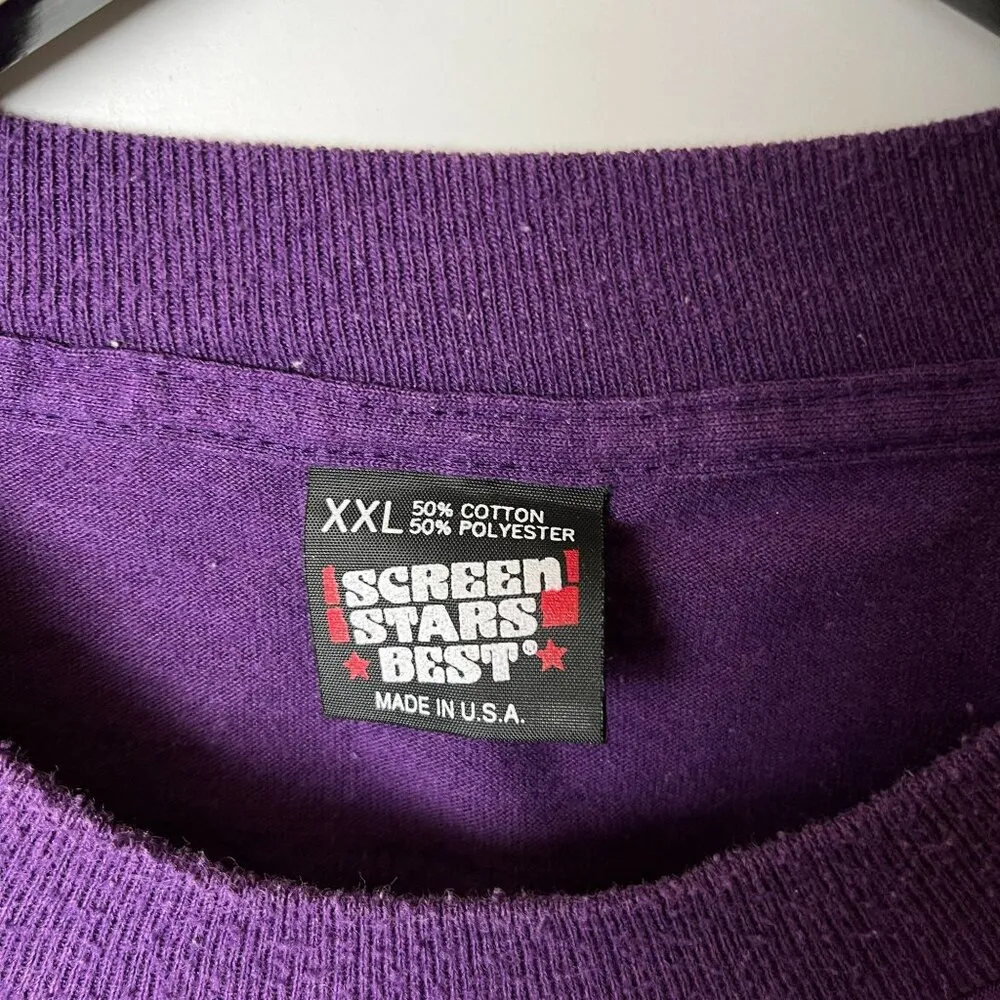 XXL 50% COTTON
50% POLYESTER
SCREEN
STARS
BEST®
MADE IN U.S.A.